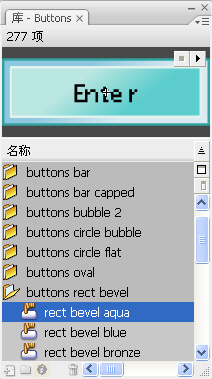 库 - Buttons
277 项
Enter
名称
buttons bar
buttons bar capped
buttons bubble 2
buttons circle bubble
buttons circle flat
buttons oval
buttons rect bevel
rect bevel aqua
rect bevel blue
rect bevel bronze